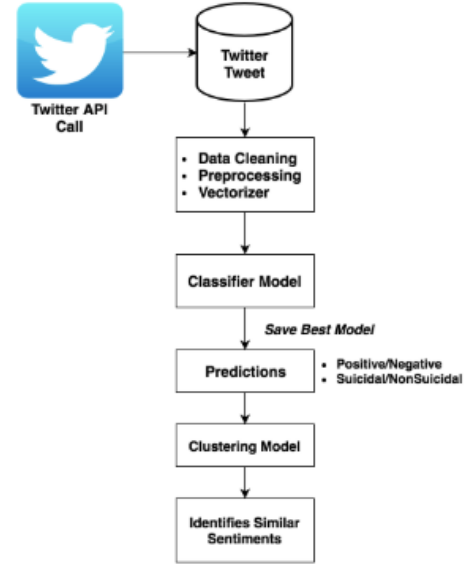 Twitter API
Call
Twitter
Tweet
• Data Cleaning
• Preprocessing
• Vectorizer
Classifier Model
Save Best Model
Predictions
• Positive/Negative
• Suicidal/NonSuicidal
Clustering Model
Identifies Similar
Sentiments